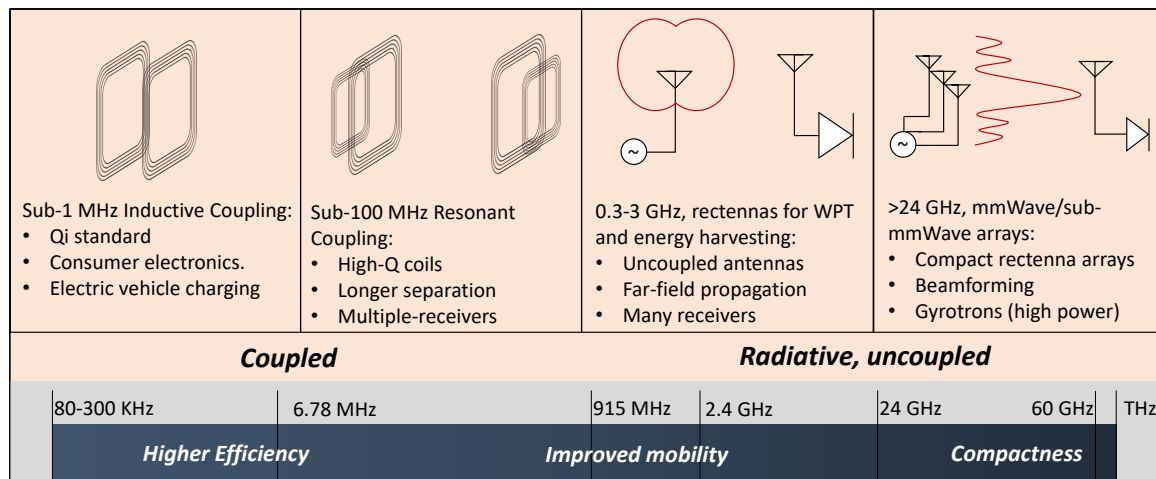 ~
~
Sub-1 MHz Inductive Coupling:
• Qi standard
• Consumer electronics.
• Electric vehicle charging
Sub-100 MHz Resonant
Coupling:
• High-Q coils
• Longer separation
• Multiple-receivers
0.3-3 GHz, rectennas for WPT
and energy harvesting:
• Uncoupled antennas
• Far-field propagation
• Many receivers
>24 GHz, mmWave/sub-
mmWave arrays:
• Compact rectenna arrays
• Beamforming
• Gyrotrons (high power)
Coupled
Radiative, uncoupled
80-300 KHz
6.78 MHz
915 MHz
2.4 GHz
24 GHz
60 GHz
THz
Higher Efficiency
Improved mobility
Compactness